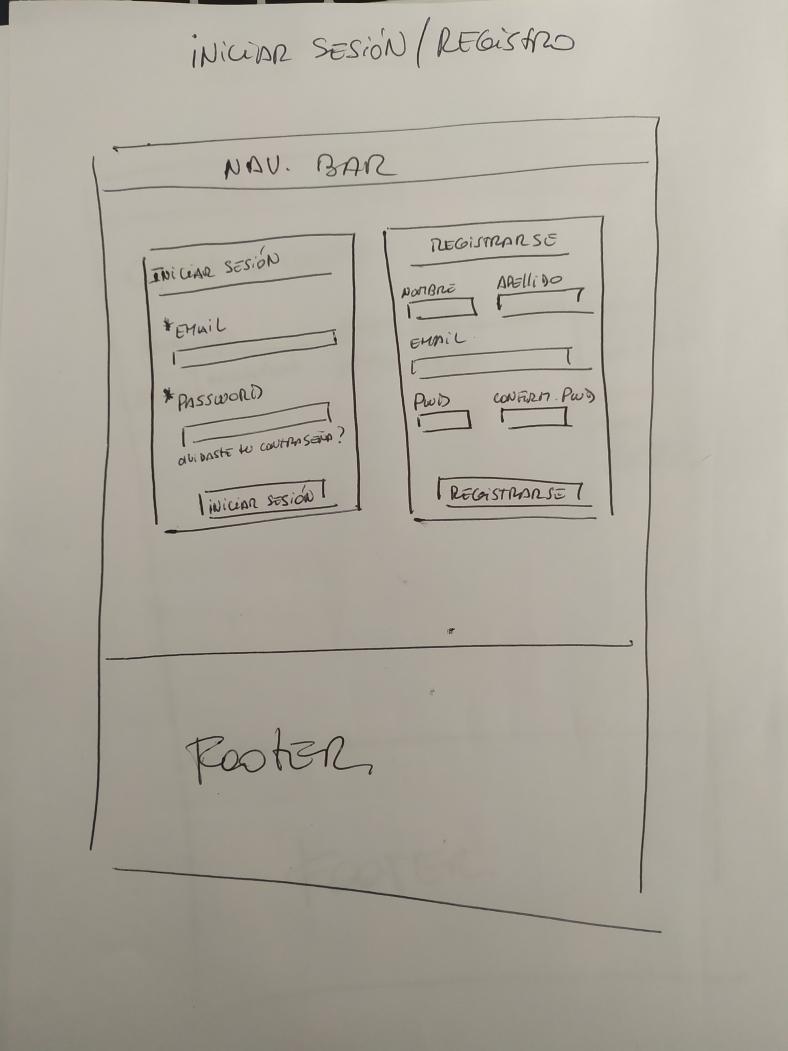 INICIAR SESIÓN / REGISTRO
NAV. BAR
INICIAR SESIÓN
*EMAIL
*PASSWORD
OLVIDASTE tU CONTRASEÑA?
INICIAR SESIÓN
REGISTRARSE
NOMBRE APELLIDO
EMAIL
PWD CONFIRM. PWD
REGISTRARSE
FOOTER